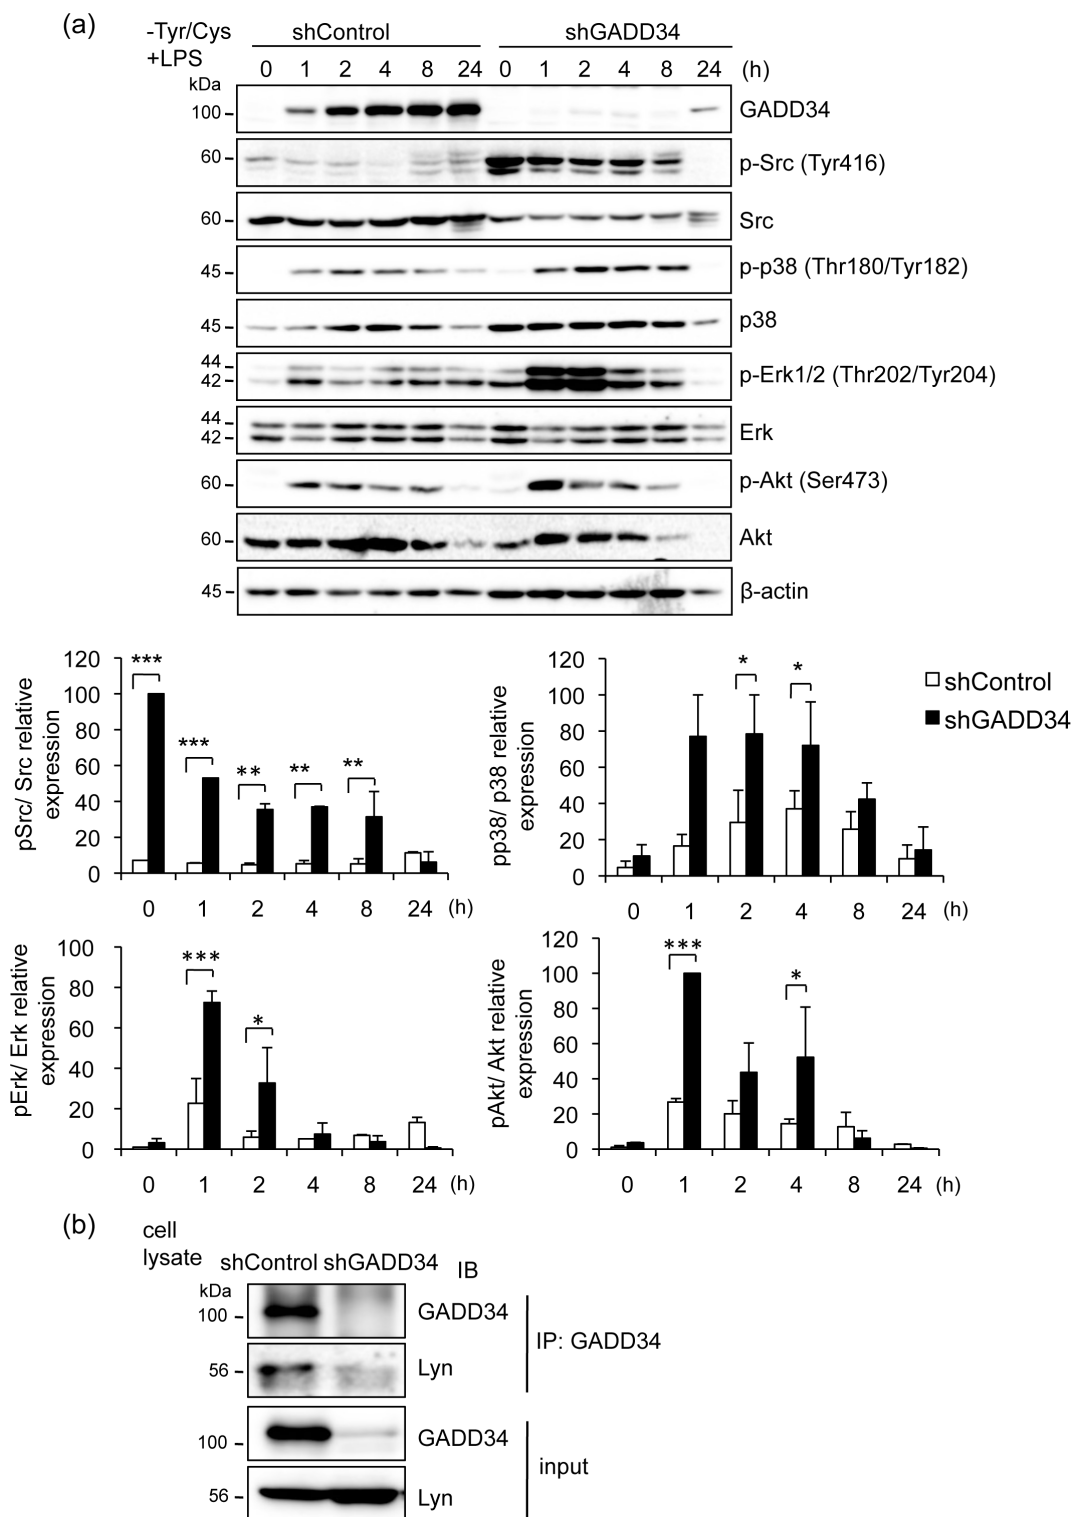 (a)
-Tyr/Cys
+LPS
shControl shGADD34
0 1 2 4 8 24 0 1 2 4 8 24 (h)
kDa
100 GADD34
60 p-Src (Tyr416)
60 Src
45 p-p38 (Thr180/Tyr182)
45 p38
44
42 p-Erk1/2 (Thr202/Tyr204)
44
42 Erk
60 p-Akt (Ser473)
60 Akt
45 β-actin
pSrc/ Src relative
expression
120
100
80
60
40
20
0
*** *** ** ** **
0 1 2 4 8 24 (h)
pp38/ p38 relative
expression
120
100
80
60
40
20
0
* *
0 1 2 4 8 24 (h)
shControl
shGADD34
pErk/ Erk relative
expression
100
80
60
40
20
0
*** *
0 1 2 4 8 24 (h)
pAkt/ Akt relative
expression
120
100
80
60
40
20
0
*** *
0 1 2 4 8 24 (h)
(b)
cell
lysate
shControl shGADD34 IB
kDa
100 GADD34
56 Lyn
IP: GADD34
100 GADD34
56 Lyn
input